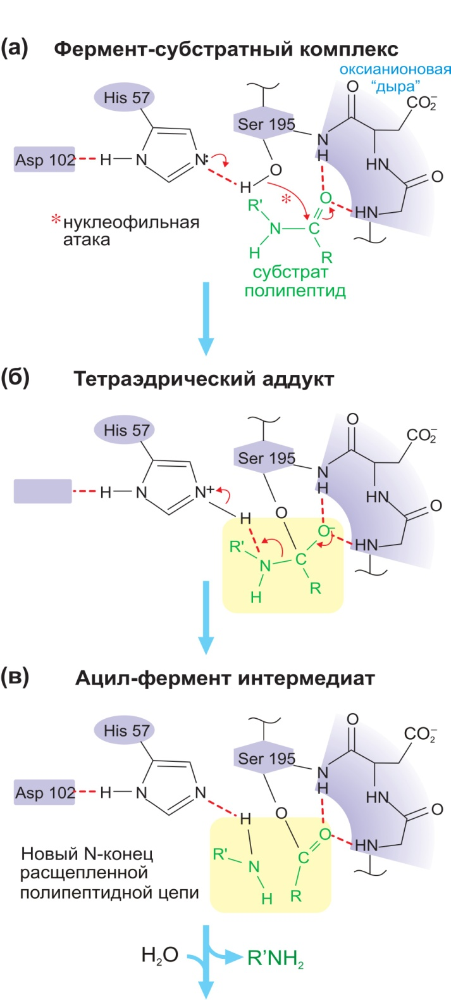 (а) Фермент-субстратный комплекс
оксианионовая
“дыра”
His 57
Ser 195
Asp 102
H
N
N:
H
O
N
H
O
CO₂⁻
HN
O
HN
*нуклеофильная
атака
*
R'
N
H
C
O
R
субстрат
полипептид
(б) Тетраэдрический аддукт
His 57
Ser 195
H
N
N+
H
O
N
H
O
CO₂⁻
HN
O
HN
R'
N
H
C
O⁻
R
(в) Ацил-фермент интермедиат
His 57
Ser 195
Asp 102
H
N
N
H
O
N
H
O
CO₂⁻
HN
O
HN
Новый N-конец
расщепленной
полипептидной цепи
R'
N
H
C
O
R
H₂O
R’NH₂